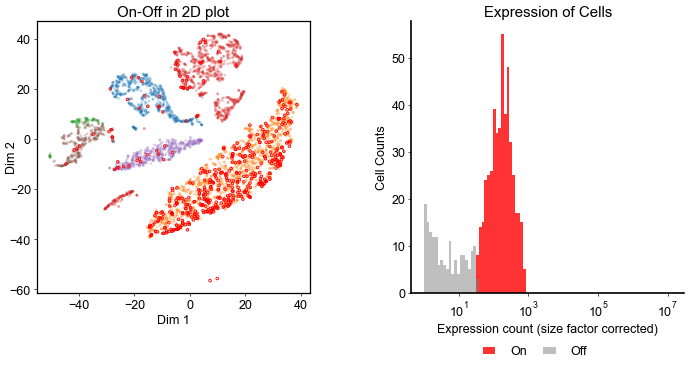 On-Off in 2D plot
Dim 2
40
20
0
−20
−40
−60
−40
−20
0
20
40
Dim 1
Expression of Cells
Cell Counts
50
40
30
20
10
0
10^1
10^3
10^5
10^7
Expression count (size factor corrected)
On
Off